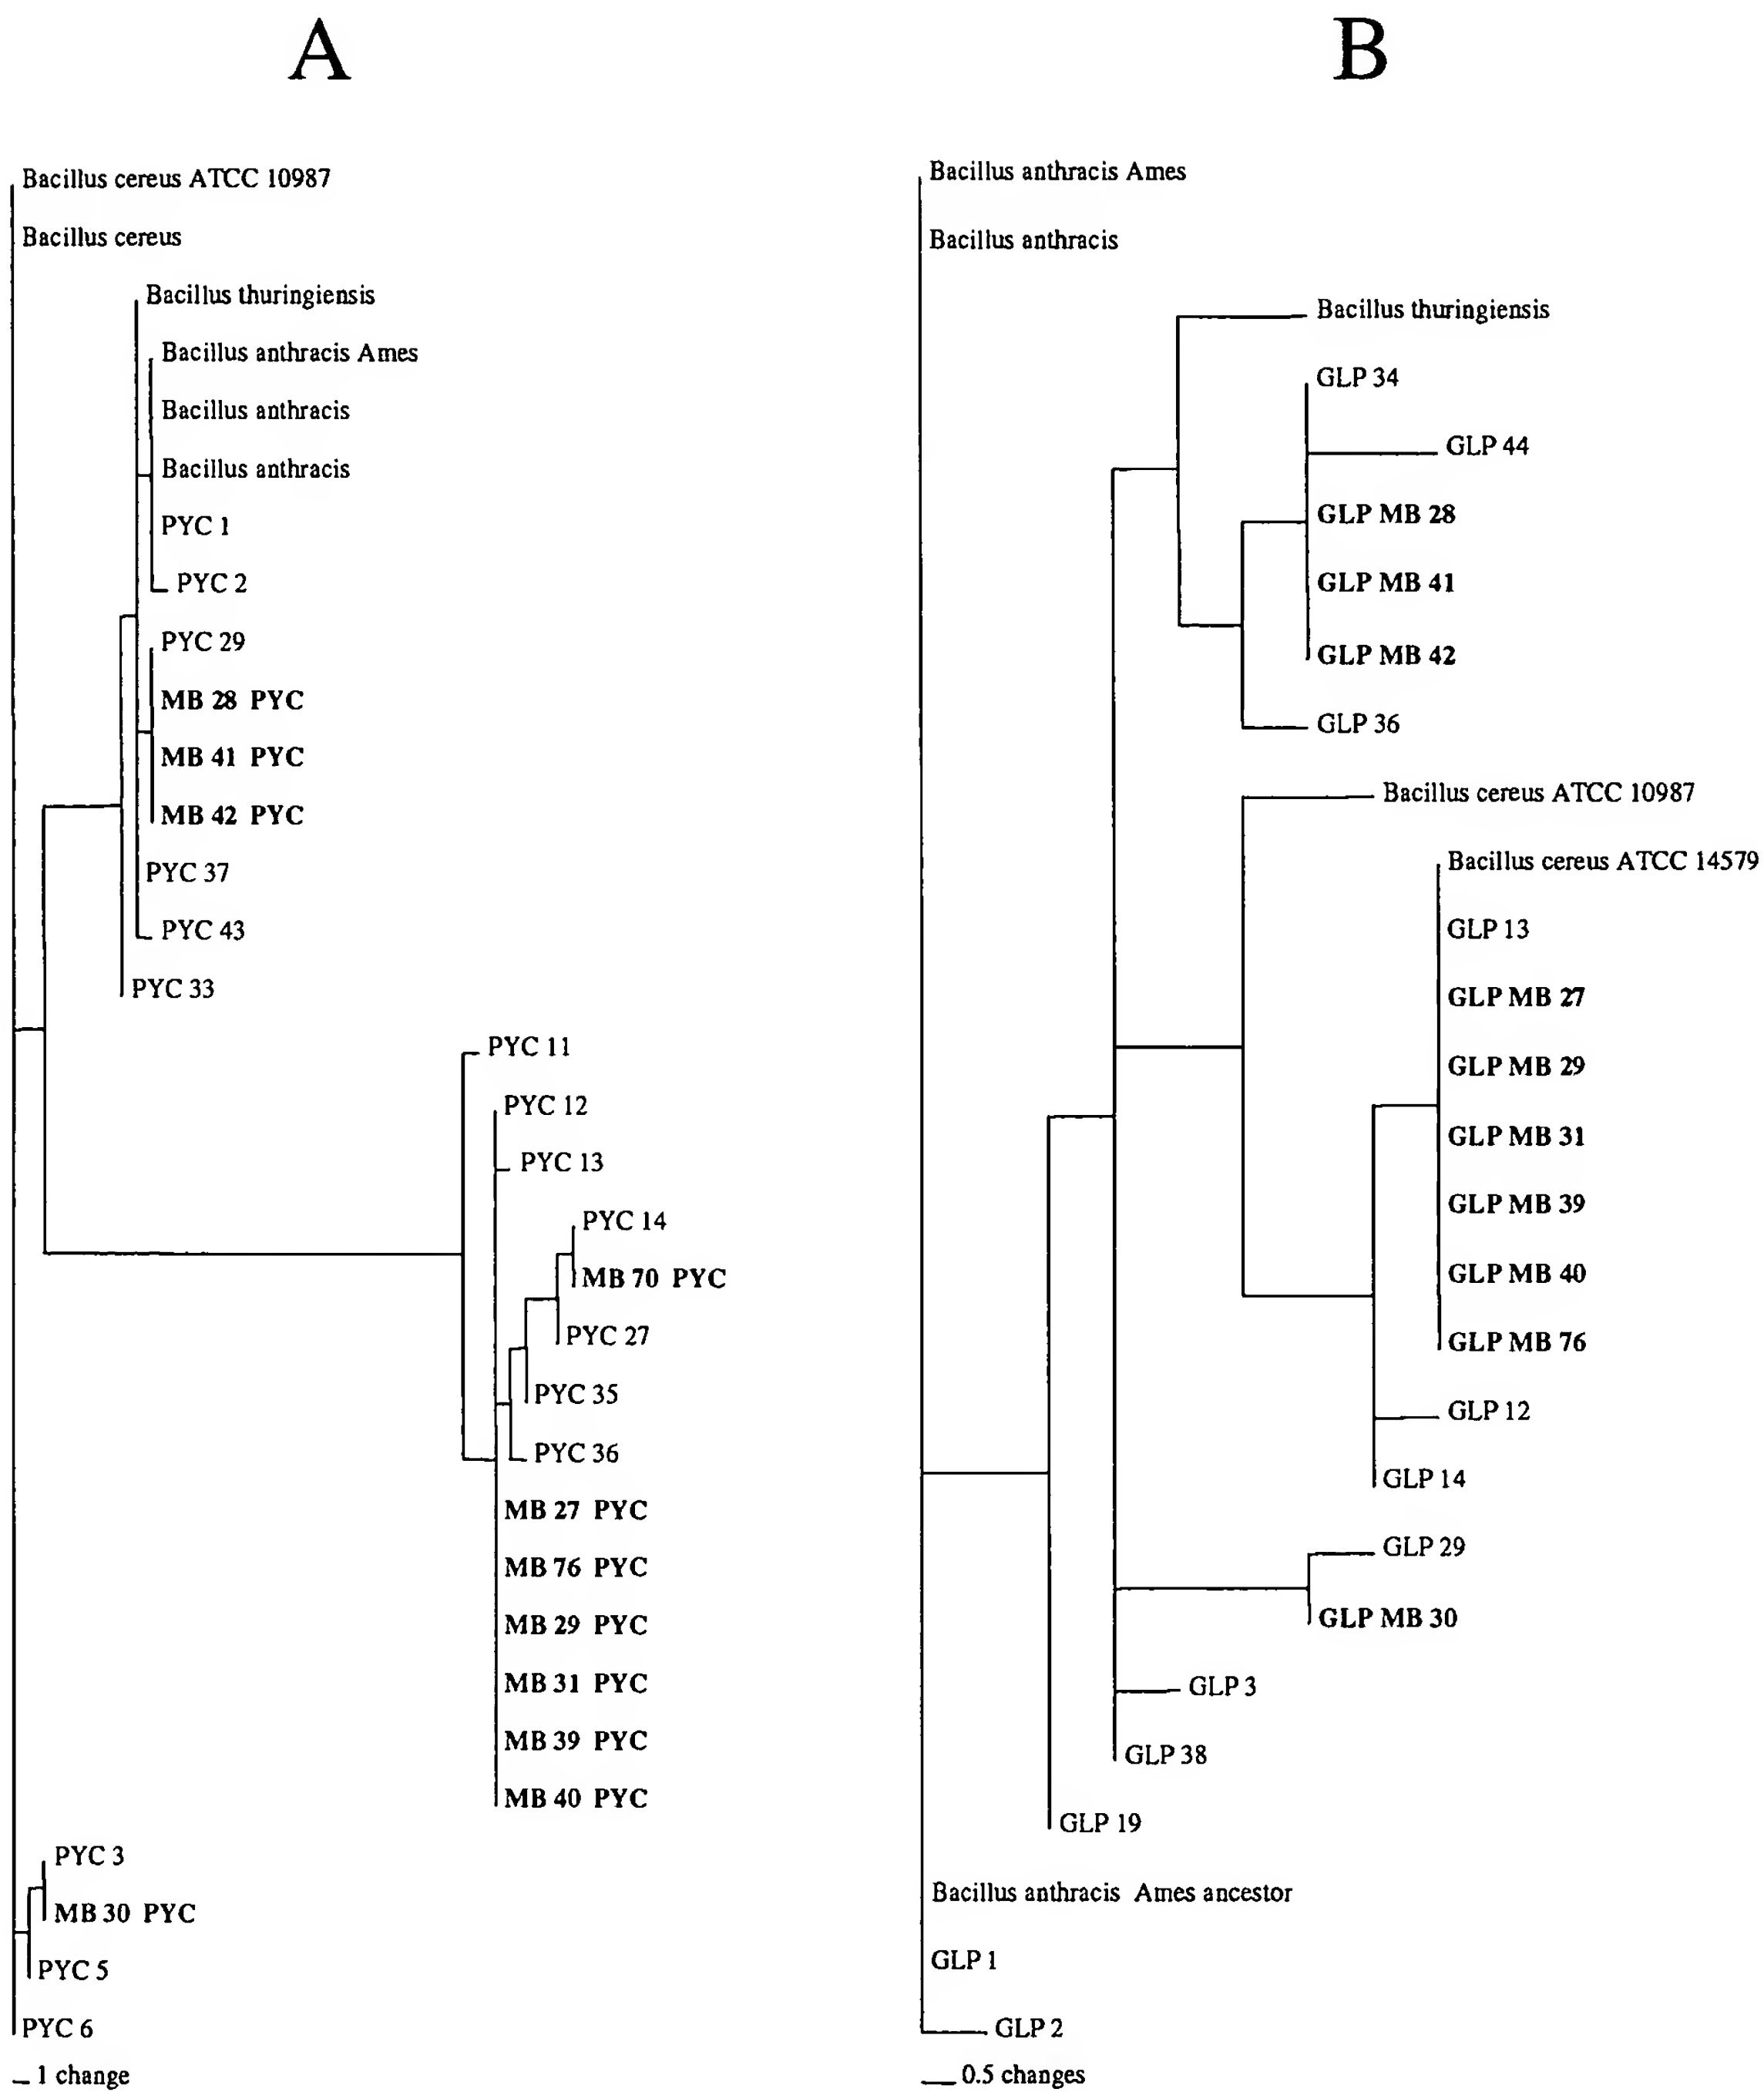 A
Bacillus cereus ATCC 10987
Bacillus cereus
Bacillus thuringiensis
Bacillus anthracis Ames
Bacillus anthracis
Bacillus anthracis
PYC 1
PYC 2
PYC 29
MB 28 PYC
MB 41 PYC
MB 42 PYC
PYC 37
PYC 43
PYC 33
PYC 11
PYC 12
PYC 13
PYC 14
MB 70 PYC
PYC 27
PYC 35
PYC 36
MB 27 PYC
MB 76 PYC
MB 29 PYC
MB 31 PYC
MB 39 PYC
MB 40 PYC
PYC 3
MB 30 PYC
PYC 5
PYC 6
1 change
B
Bacillus anthracis Ames
Bacillus anthracis
Bacillus thuringiensis
GLP 34
GLP 44
GLP MB 28
GLP MB 41
GLP MB 42
GLP 36
Bacillus cereus ATCC 10987
Bacillus cereus ATCC 14579
GLP 13
GLP MB 27
GLP MB 29
GLP MB 31
GLP MB 39
GLP MB 40
GLP MB 76
GLP 12
GLP 14
GLP 29
GLP MB 30
GLP 3
GLP 38
GLP 19
Bacillus anthracis Ames ancestor
GLP 1
GLP 2
0.5 changes